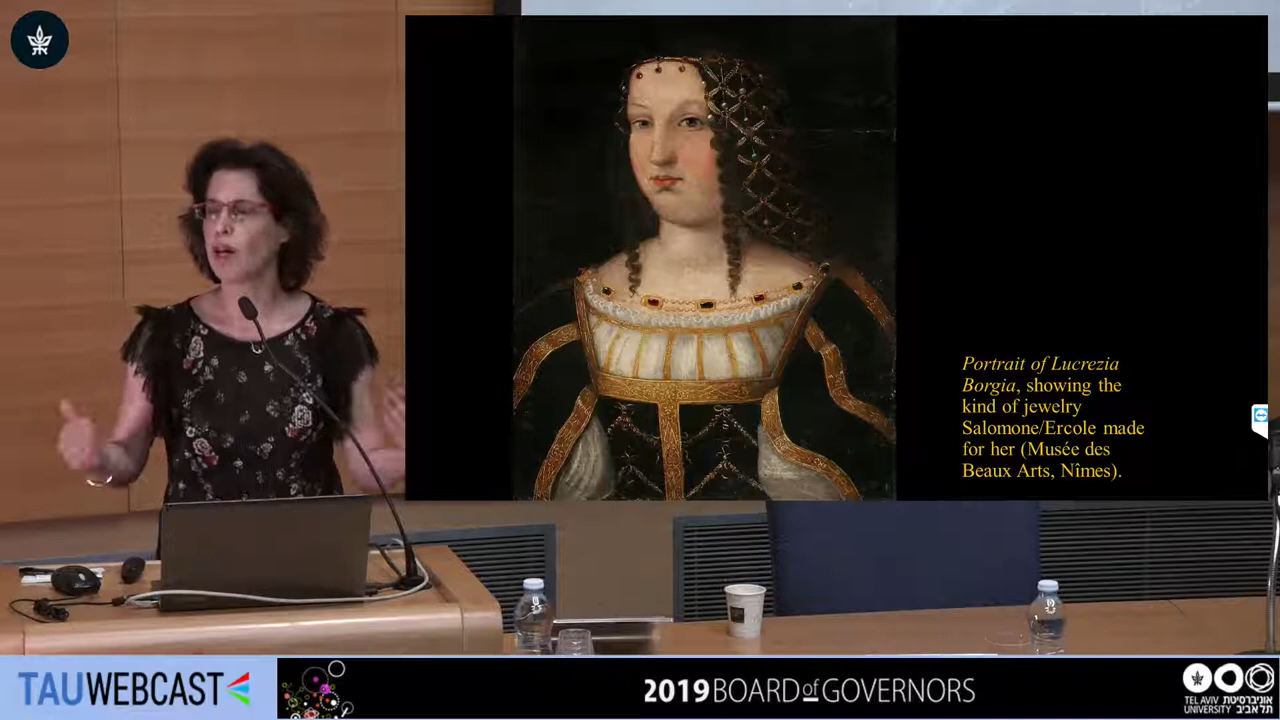 Portrait of Lucrezia
Borgia, showing the
kind of jewelry
Salomone/Ercole made
for her (Musée des
Beaux Arts, Nîmes).
TAUWEBCAST
2019 BOARD of GOVERNORS
TEL AVIV אוניברסיטת
UNIVERSITY תל אביב